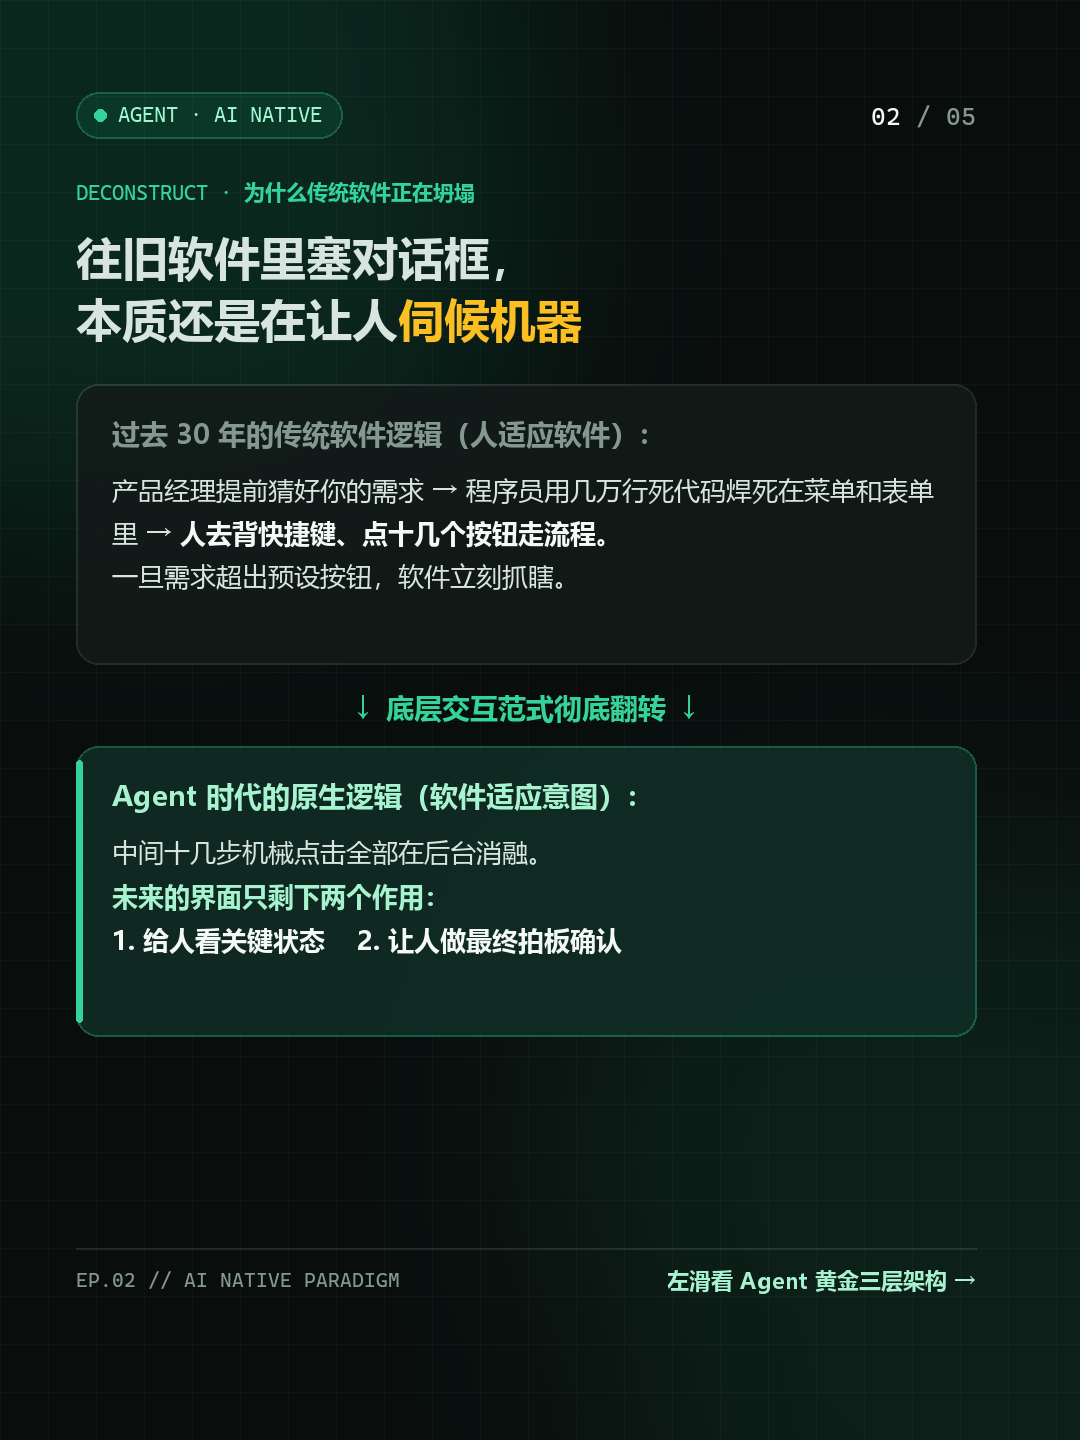 AGENT · AI NATIVE
02 / 05
DECONSTRUCT · 为什么传统软件正在坍塌
往旧软件里塞对话框，
本质还是在让人伺候机器
过去 30 年的传统软件逻辑（人适应软件）：
产品经理提前猜好你的需求 → 程序员用几万行死代码焊死在菜单和表单
里 → 人去背快捷键、点十几个按钮走流程。
一旦需求超出预设按钮，软件立刻抓瞎。
↓ 底层交互范式彻底翻转 ↓
Agent 时代的原生逻辑（软件适应意图）：
中间十几步机械点击全部在后台消融。
未来的界面只剩下两个作用：
1. 给人看关键状态 2. 让人做最终拍板确认
EP.02 // AI NATIVE PARADIGM
左滑看 Agent 黄金三层架构 →